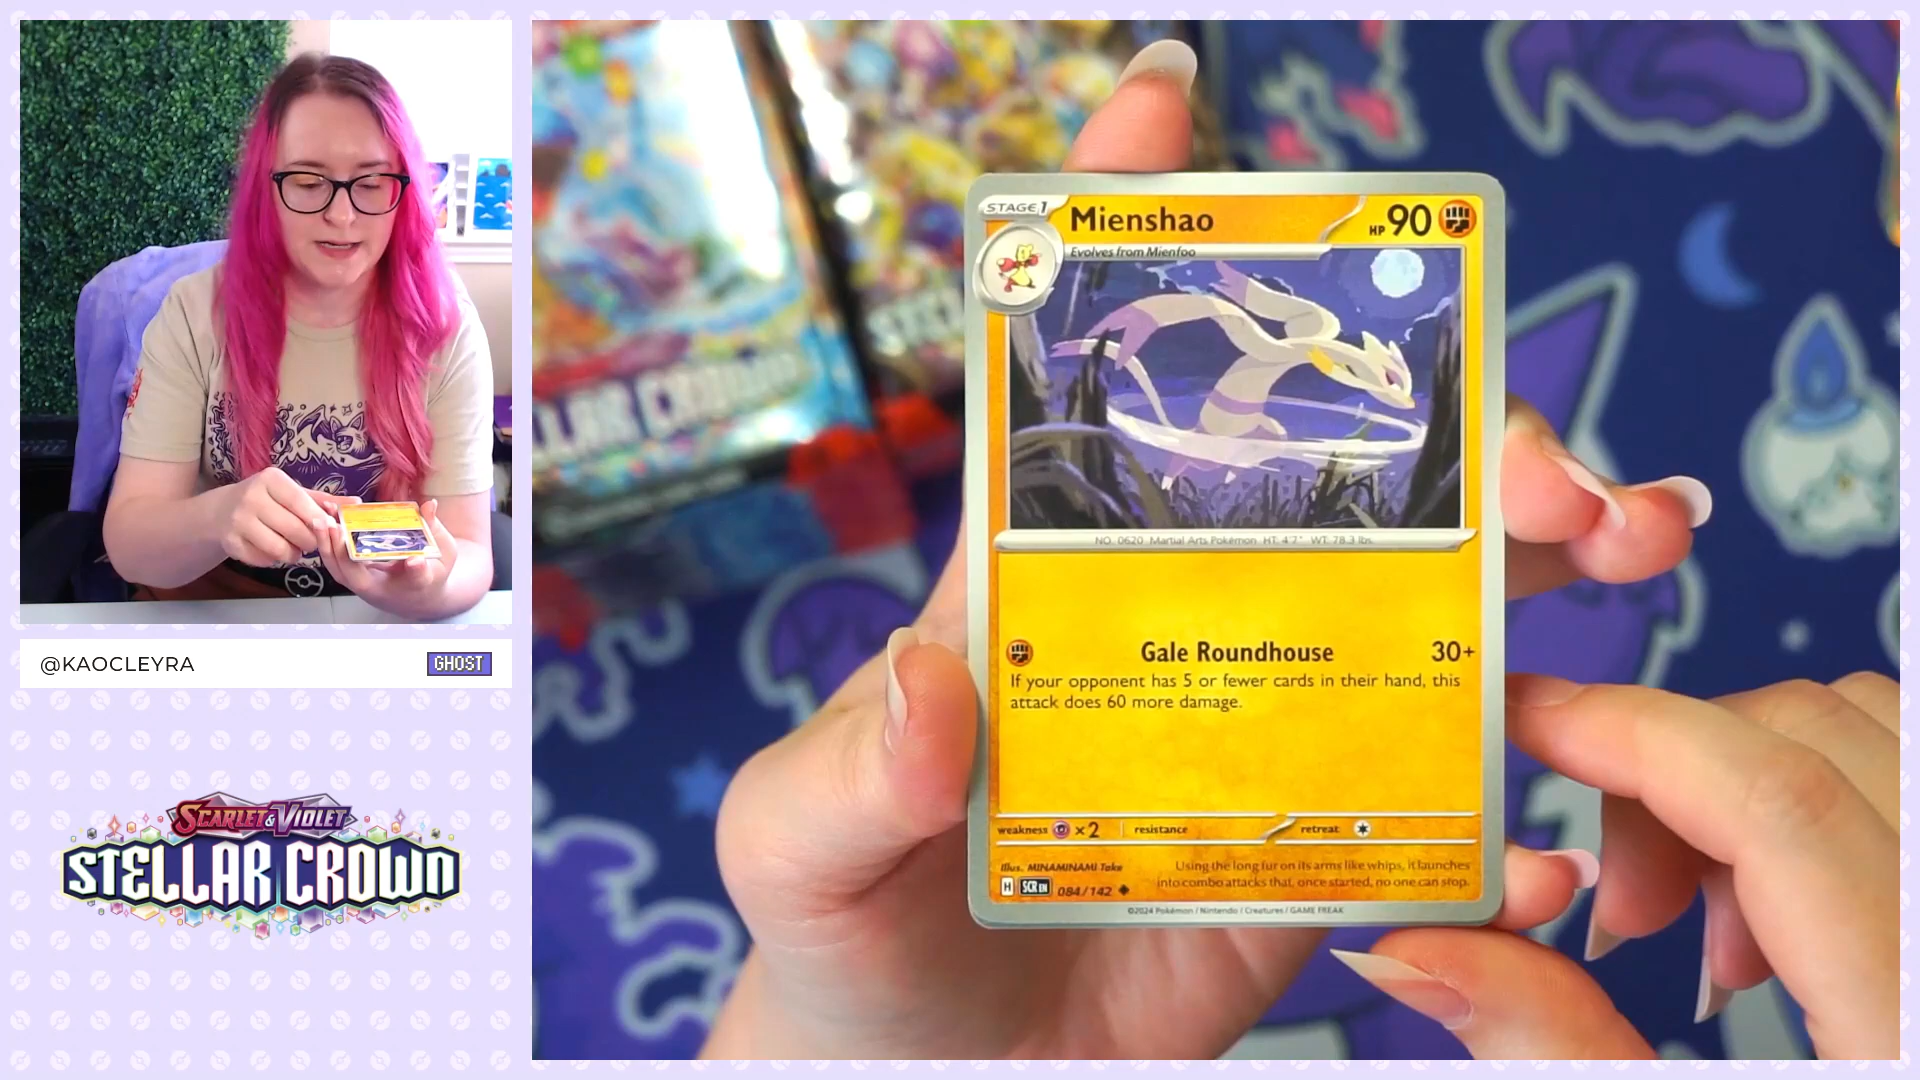 @KAOCLEYRA
GHOST
SCARLET & VIOLET
STELLAR CROWN
STELLAR CROWN
STAGE 1
Mienshao
HP 90
Evolves from Mienfoo
NO. 0620 Martial Arts Pokémon HT: 4'7" WT: 78.3 lbs.
Gale Roundhouse 30+
If your opponent has 5 or fewer cards in their hand, this
attack does 60 more damage.
weakness ×2 resistance retreat
Illus. MINAMINAMI Take
Using the long fur on its arms like whips, it launches
into combo attacks that, once started, no one can stop.
H SCR EN 084/142
©2024 Pokémon / Nintendo / Creatures / GAME FREAK